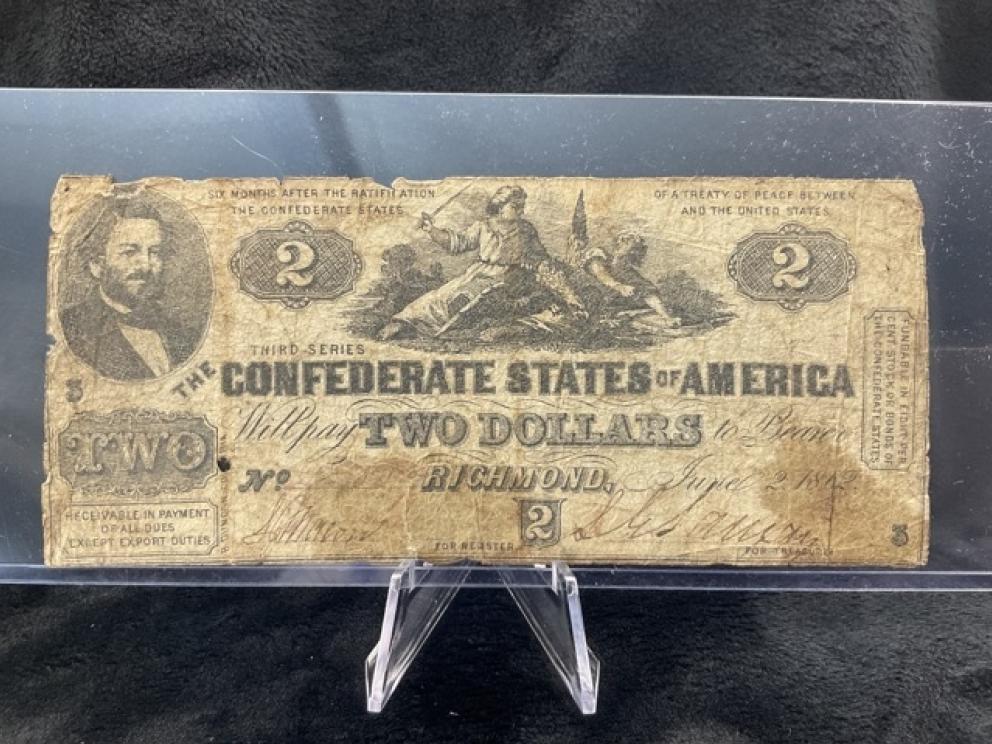 SIX MONTHS AFTER THE RATIFICATION
OF A TREATY OF PEACE BETWEEN
THE CONFEDERATE STATES
AND THE UNITED STATES
2
2
THIRD SERIES
3
THE CONFEDERATE STATES OF AMERICA
Will pay TWO DOLLARS to Bearer
TWO
No
RICHMOND, June 2 1862
RECEIVABLE IN PAYMENT
OF ALL DUES
EXCEPT EXPORT DUTIES
2
FOR REGISTER
FOR TREASURER
3
FUNDABLE IN EIGHT PER
CENT STOCK OR BONDS OF
THE CONFEDERATE STATES